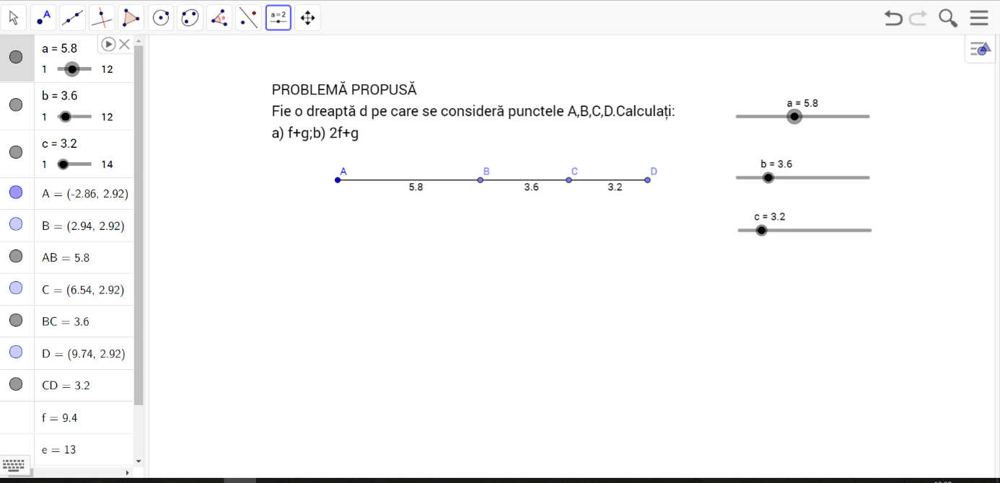 A
α
a=2
a = 5.8
1 12
b = 3.6
1 12
c = 3.2
1 14
A = (-2.86, 2.92)
B = (2.94, 2.92)
AB = 5.8
C = (6.54, 2.92)
BC = 3.6
D = (9.74, 2.92)
CD = 3.2
f = 9.4
e = 13
PROBLEMĂ PROPUSĂ
Fie o dreaptă d pe care se consideră punctele A,B,C,D.Calculați:
a) f+g;b) 2f+g
A B C D
5.8 3.6 3.2
a = 5.8
b = 3.6
c = 3.2